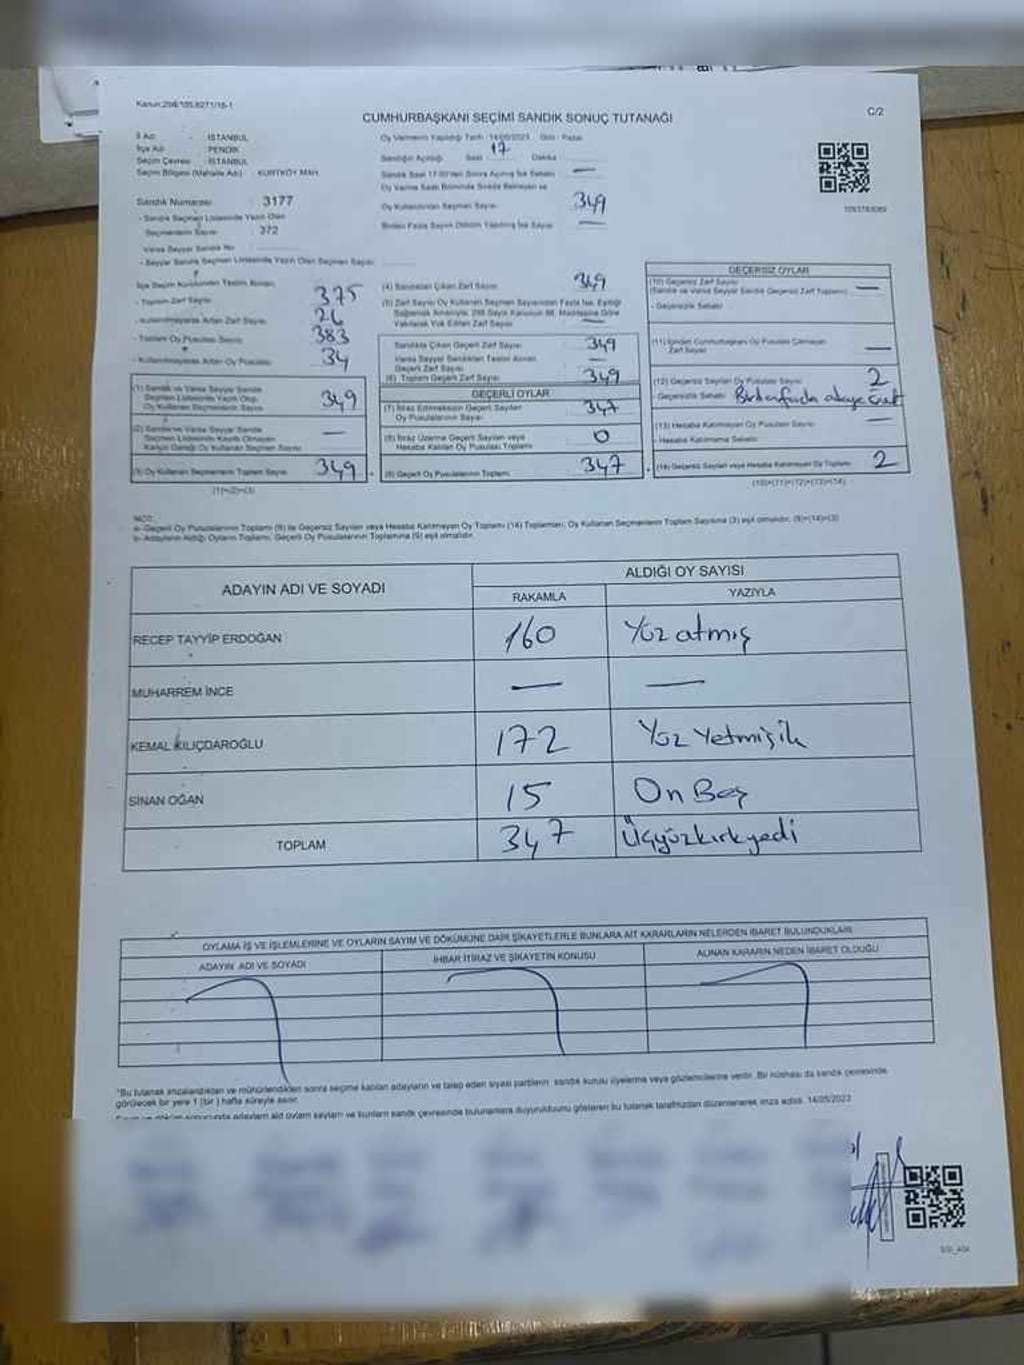 Kanun:298/105,6271/16-1
CUMHURBAŞKANI SEÇİMİ SANDIK SONUÇ TUTANAĞI
C/2
İl Adı : İSTANBUL
İlçe Adı : PENDİK
Seçim Çevresi : İSTANBUL
Seçim Bölgesi (Mahalle Adı) : KURTKÖY MAH.
Sandık Numarası : 3177
- Sandık Seçmen Listesinde Yazılı Olan
Seçmenlerin Sayısı : 372
Varsa Seyyar Sandık No :
- Seyyar Sandık Seçmen Listesinde Yazılı Olan Seçmen Sayısı :
Oy Vermenin Yapıldığı Tarih : 14/05/2023 Gün : Pazar
Sandığın Açıldığı Saat 17 Dakika
Sandık Saat 17:00'den Sonra Açılmış İse Sebebi —
Oy Verme Saati Bitiminde Sırada Bekleyen ve
Oy Kullandırılan Seçmen Sayısı 349
Birden Fazla Sayım Döküm Yapılmış İse Sayısı —
İlçe Seçim Kurulundan Teslim Alınan
- Toplam Zarf Sayısı 375
- Kullanılmayarak Artan Zarf Sayısı 26
- Toplam Oy Pusulası Sayısı 383
- Kullanılmayarak Artan Oy Pusulası 34
(1) Sandık ve Varsa Seyyar Sandık
Seçmen Listesinde Yazılı Olup
Oy Kullanan Seçmenlerin Sayısı 349
(2) Sandık ve Varsa Seyyar Sandık
Seçmen Listesinde Kayıtlı Olmayan
Kanun Gereği Oy Kullanan Seçmen Sayısı —
(3) Oy Kullanan Seçmenlerin Toplam Sayısı 349
(1)+(2)=(3)
(4) Sandıktan Çıkan Zarf Sayısı 349
(5) Zarf Sayısı Oy Kullanan Seçmen Sayısından Fazla İse, Eşitliği
Sağlamak Amacıyla; 298 Sayılı Kanunun 98. Maddesine Göre
Yakılarak Yok Edilen Zarf Sayısı —
Sandıkta Çıkan Geçerli Zarf Sayısı 349
Varsa Seyyar Sandıktan Teslim Alınan
Geçerli Zarf Sayısı —
(6) Toplam Geçerli Zarf Sayısı 349
GEÇERLİ OYLAR
(7) İtiraz Edilmeksizin Geçerli Sayılan
Oy Pusulasının Sayısı 347
(8) İtiraz Üzerine Geçerli Sayılan veya
Hesaba Katılan Oy Pusulası Toplamı 0
(9) Geçerli Oy Pusulalarının Toplamı 347
GEÇERSİZ OYLAR
(10) Geçersiz Zarf Sayısı
(Sandık ve Varsa Seyyar Sandık Geçersiz Zarf Toplamı) —
- Geçersizlik Sebebi
(11) İçinden Cumhurbaşkanı Oy Pusulası Çıkmayan
Zarf Sayısı —
(12) Geçersiz Sayılan Oy Pusulası Sayısı 2
Geçersizlik Sebebi Birden fazla adaya
(13) Hesaba Katılmayan Oy Pusulası Sayısı —
- Hesaba Katılmama Sebebi
(14) Geçersiz Sayılan veya Hesaba Katılmayan Oy Toplamı 2
(10)+(11)+(12)+(13)=(14)
NOT:
a- Geçerli Oy Pusulalarının Toplamı (9) ile Geçersiz Sayılan veya Hesaba Katılmayan Oy Toplamı (14) Toplamları; Oy Kullanan Seçmenlerin Toplam Sayısına (3) eşit olmalıdır. (9)+(14)=(3)
b- Adayların Aldığı Oyların Toplamı, Geçerli Oy Pusulalarının Toplamına (9) eşit olmalıdır.
ADAYIN ADI VE SOYADI
ALDIĞI OY SAYISI
RAKAMLA YAZIYLA
RECEP TAYYİP ERDOĞAN 160 Yüz atmış
MUHARREM İNCE — —
KEMAL KILIÇDAROĞLU 172 Yüz Yetmişik
SİNAN OĞAN 15 On Beş
TOPLAM 347 Üçyüzkırkyedi
OYLAMA İŞ VE İŞLEMLERİNE VE OYLARIN SAYIM VE DÖKÜMÜNE DAİR ŞİKAYETLERLE BUNLARA AİT KARARLARIN NELERDEN İBARET BULUNDUKLARI
ADAYIN ADI VE SOYADI İHBAR İTİRAZ VE ŞİKAYETİN KONUSU ALINAN KARARIN NEDEN İBARET OLDUĞU
*Bu tutanak imzalandıktan ve mühürlendikten sonra seçime katılan adayların ve talep eden siyasi partilerin sandık kurulu üyelerine veya gözlemcilerine verilir. Bir nüshası da sandık çevresinde
görülecek bir yere 1 (bir) hafta süreyle asılır.
adayların aldı oyların sayıları ve bunların sandık çevresinde bulunanlara duyurulduğunu gösteren bu tutanak tarafımızdan düzenlenerek imza edildi. 14/05/2023